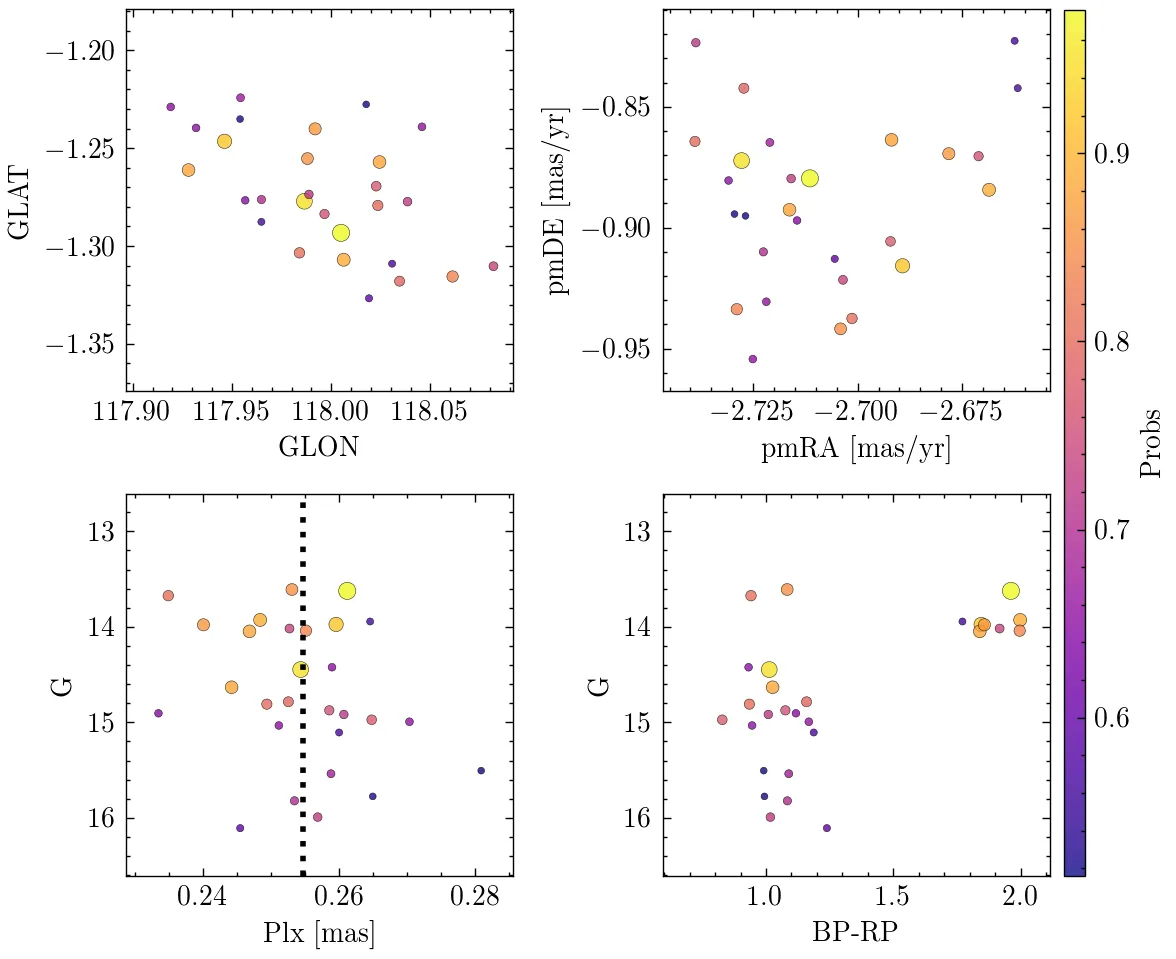 −1.20
−1.25
−1.30
−1.35
GLAT
117.90 117.95 118.00 118.05
GLON
−0.85
−0.90
−0.95
pmDE [mas/yr]
−2.725 −2.700 −2.675
pmRA [mas/yr]
13
14
15
16
G
0.24 0.26 0.28
Plx [mas]
13
14
15
16
G
1.0 1.5 2.0
BP-RP
0.9
0.8
0.7
0.6
Probs